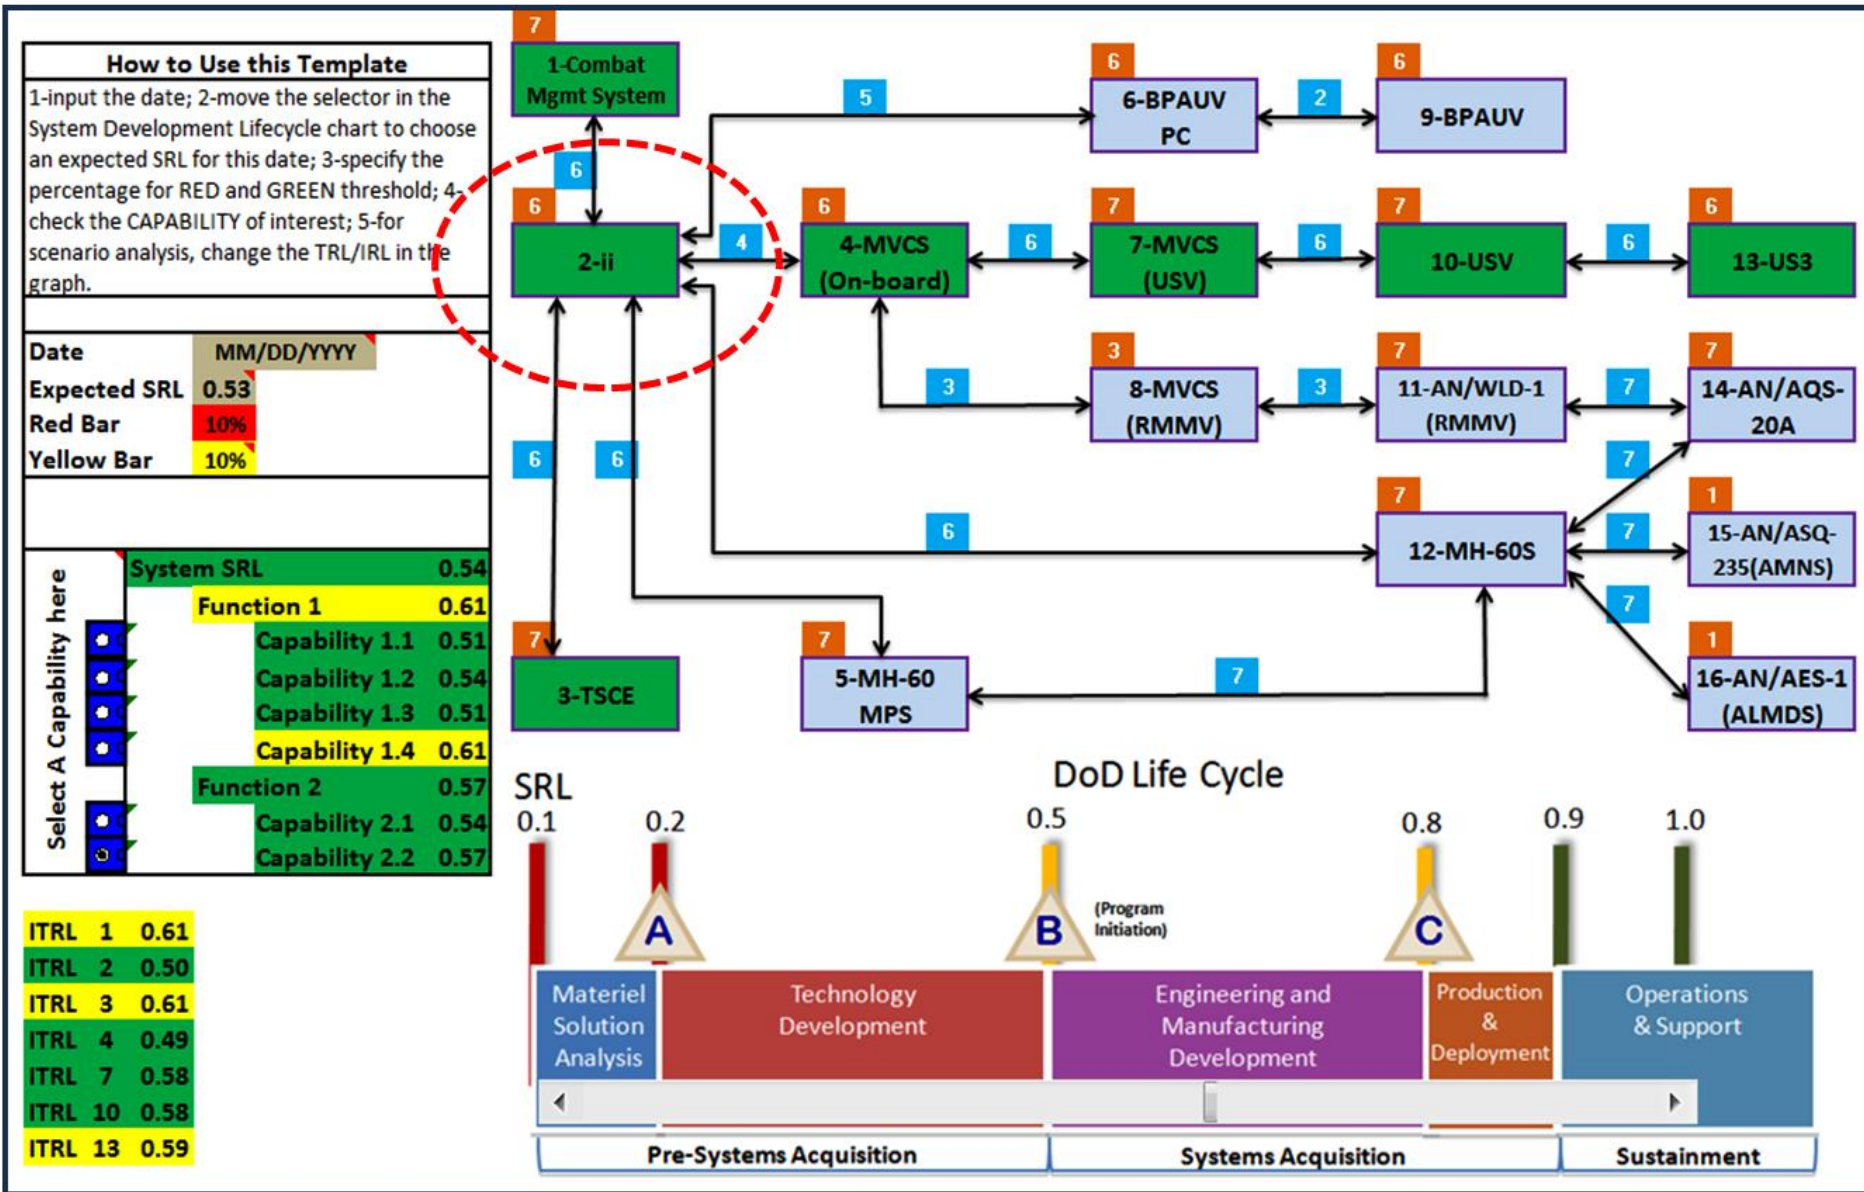 How to Use this Template
1-input the date; 2-move the selector in the
System Development Lifecycle chart to choose
an expected SRL for this date; 3-specify the
percentage for RED and GREEN threshold; 4-
check the CAPABILITY of interest; 5-for
scenario analysis, change the TRL/IRL in the
graph.
Date MM/DD/YYYY
Expected SRL 0.53
Red Bar 10%
Yellow Bar 10%
Select A Capability here
System SRL 0.54
Function 1 0.61
Capability 1.1 0.51
Capability 1.2 0.54
Capability 1.3 0.51
Capability 1.4 0.61
Function 2 0.57
Capability 2.1 0.54
Capability 2.2 0.57
ITRL 1 0.61
ITRL 2 0.50
ITRL 3 0.61
ITRL 4 0.49
ITRL 7 0.58
ITRL 10 0.58
ITRL 13 0.59
7
1-Combat
Mgmt System
6
5
6
6-BPAUV
PC
2
6
9-BPAUV
6
2-ii
4
6
4-MVCS
(On-board)
6
7
7-MVCS
(USV)
6
7
10-USV
6
6
13-US3
3
3
8-MVCS
(RMMV)
3
7
11-AN/WLD-1
(RMMV)
7
7
14-AN/AQS-
20A
6
6
6
7
12-MH-60S
7
7
1
15-AN/ASQ-
235(AMNS)
7
1
16-AN/AES-1
(ALMDS)
7
3-TSCE
7
5-MH-60
MPS
7
DoD Life Cycle
SRL
0.1 0.2 0.5 0.8 0.9 1.0
A
B
(Program
Initiation)
C
Materiel
Solution
Analysis
Technology
Development
Engineering and
Manufacturing
Development
Production
&
Deployment
Operations
& Support
Pre-Systems Acquisition
Systems Acquisition
Sustainment